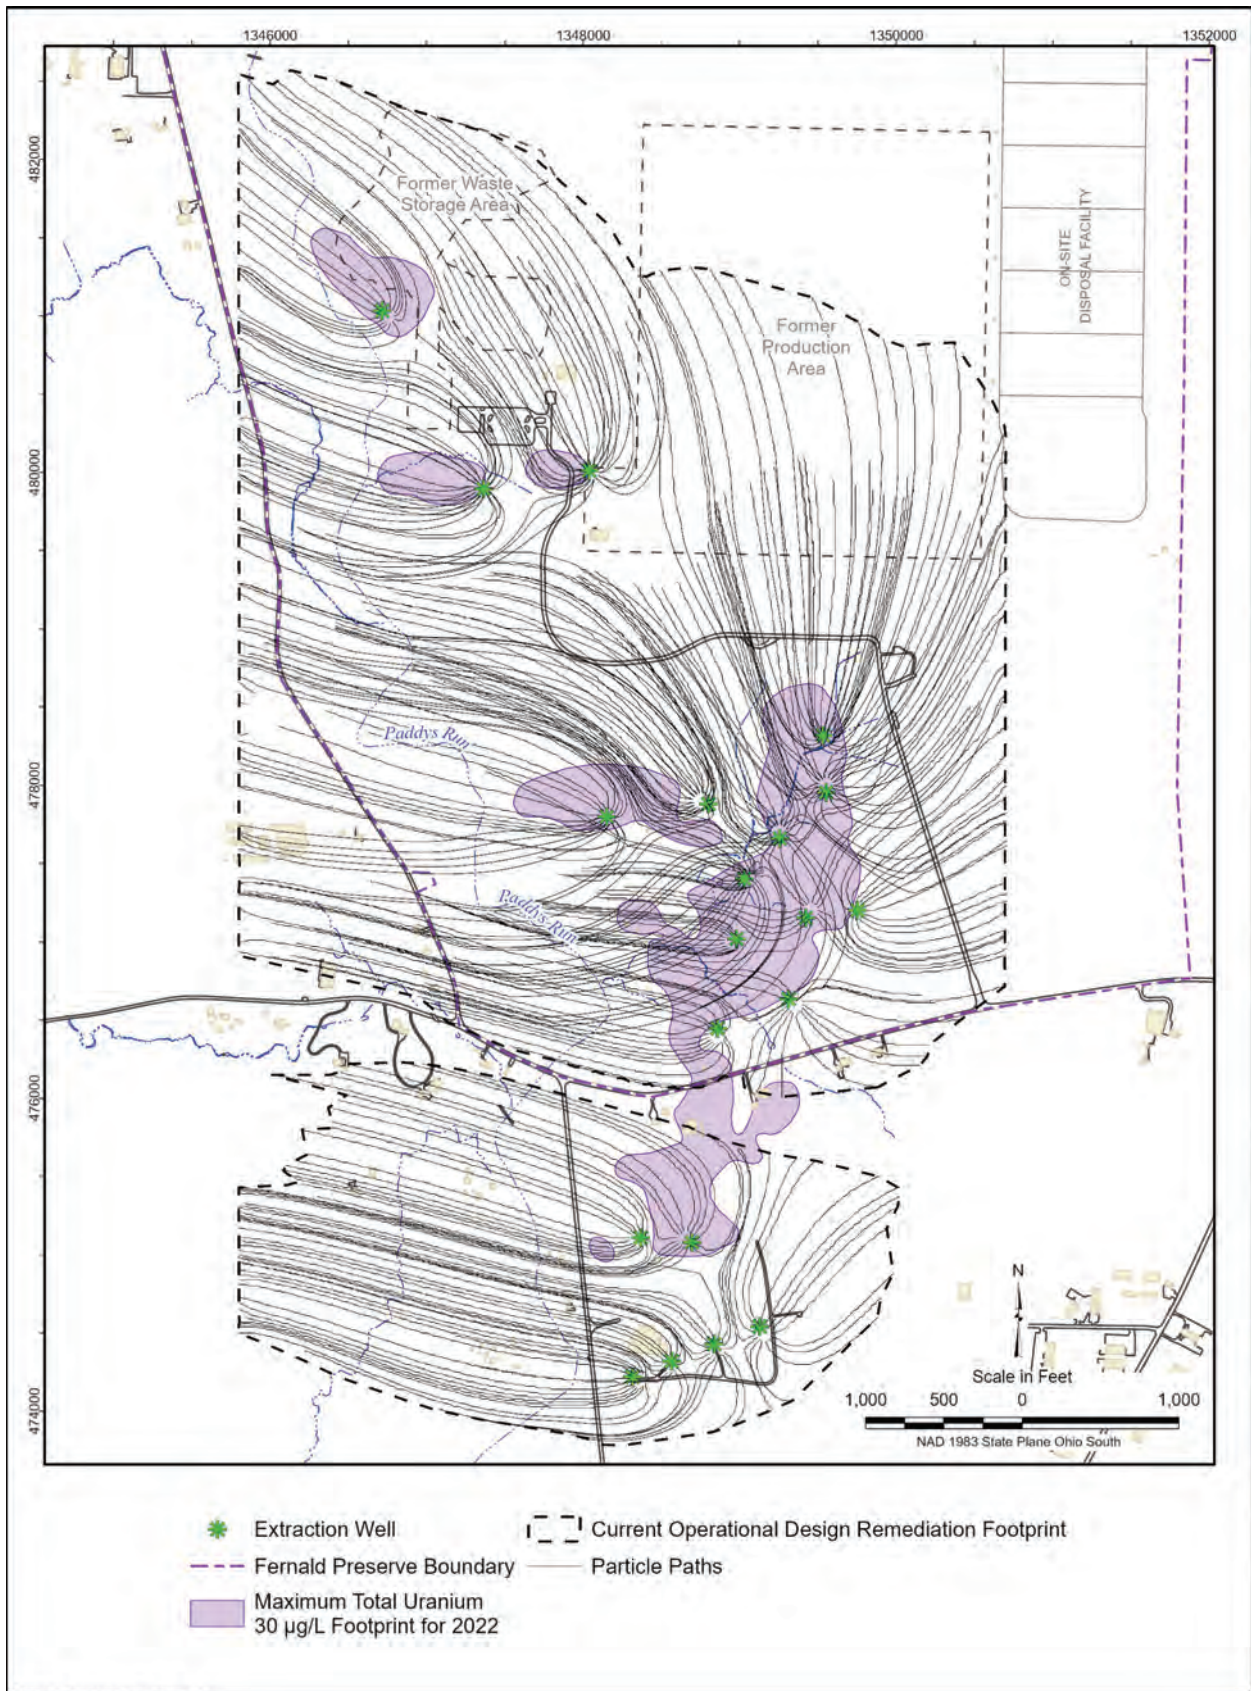 1346000
1348000
1350000
1352000
482000
480000
478000
476000
474000
Former Waste
Storage Area
Former
Production
Area
ON-SITE
DISPOSAL FACILITY
Paddys Run
Paddys Run
N
Scale in Feet
1,000 500 0 1,000
NAD 1983 State Plane Ohio South
Extraction Well
Current Operational Design Remediation Footprint
Fernald Preserve Boundary
Particle Paths
Maximum Total Uranium
30 µg/L Footprint for 2022